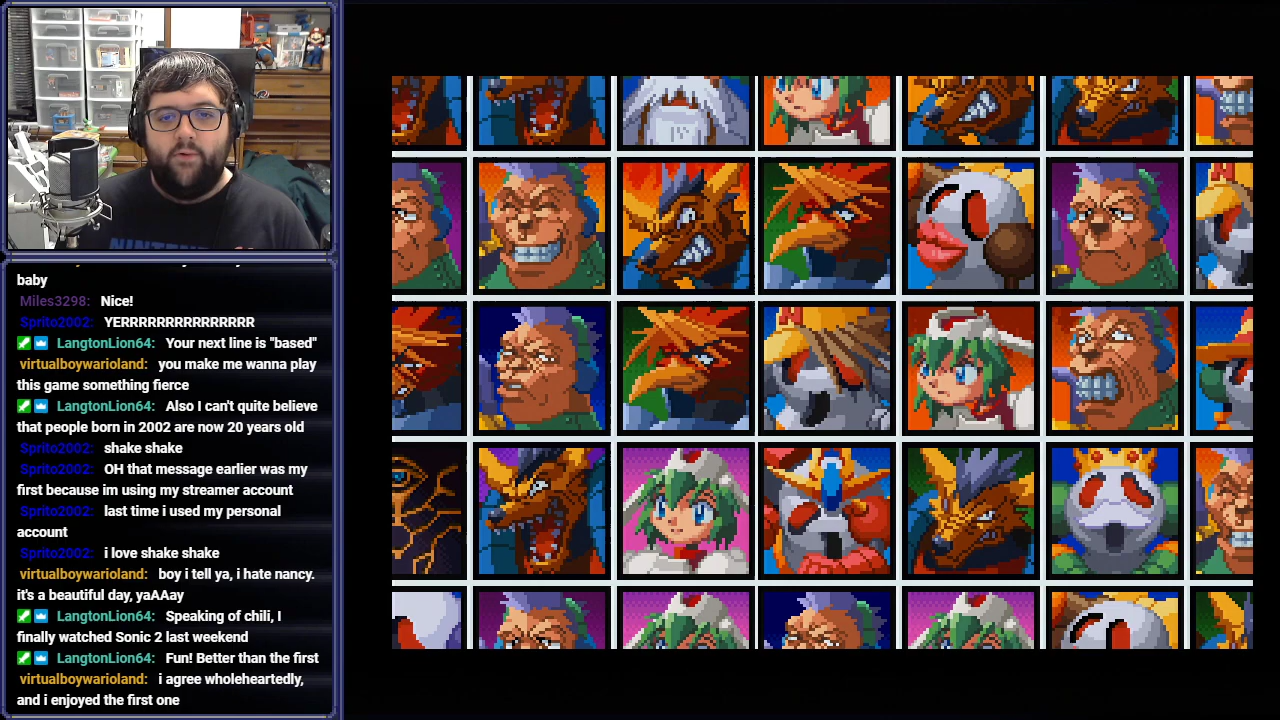 baby
Miles3298: Nice!
Sprito2002: YERRRRRRRRRRRRRRR
LangtonLion64: Your next line is "based"
virtualboywarioland: you make me wanna play
this game something fierce
LangtonLion64: Also I can't quite believe
that people born in 2002 are now 20 years old
Sprito2002: shake shake
Sprito2002: OH that message earlier was my
first because im using my streamer account
Sprito2002: last time i used my personal
account
Sprito2002: i love shake shake
virtualboywarioland: boy i tell ya, i hate nancy.
it's a beautiful day, yaAAay
LangtonLion64: Speaking of chili, I
finally watched Sonic 2 last weekend
LangtonLion64: Fun! Better than the first
virtualboywarioland: i agree wholeheartedly,
and i enjoyed the first one